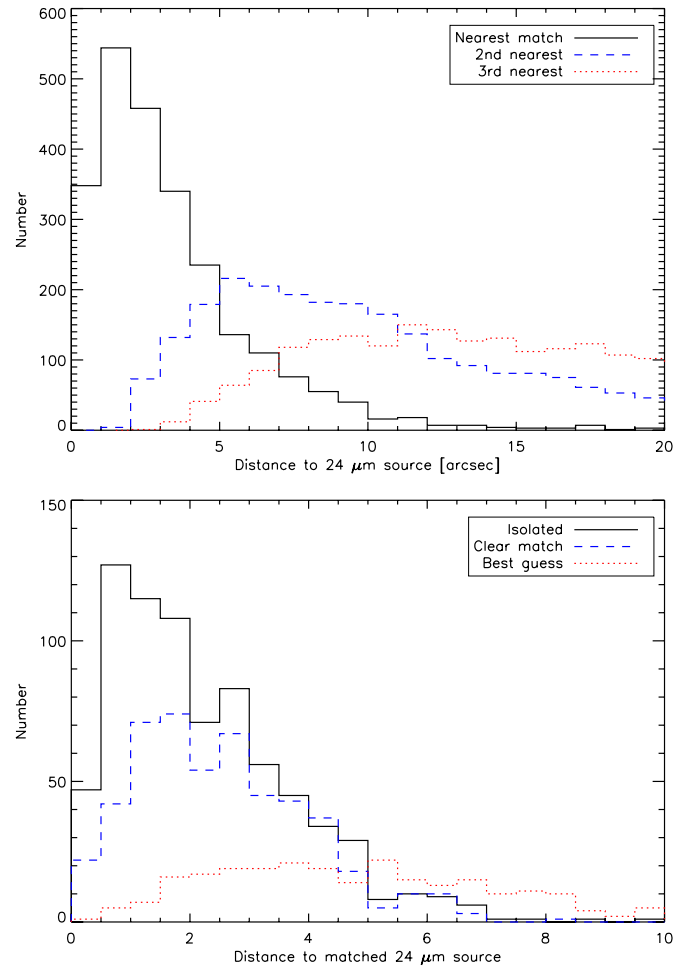 600
500
400
300
200
100
0
Number
Nearest match
2nd nearest
3rd nearest
0 5 10 15 20
Distance to 24 μm source [arcsec]
150
100
50
0
Number
Isolated
Clear match
Best guess
0 2 4 6 8 10
Distance to matched 24 μm source